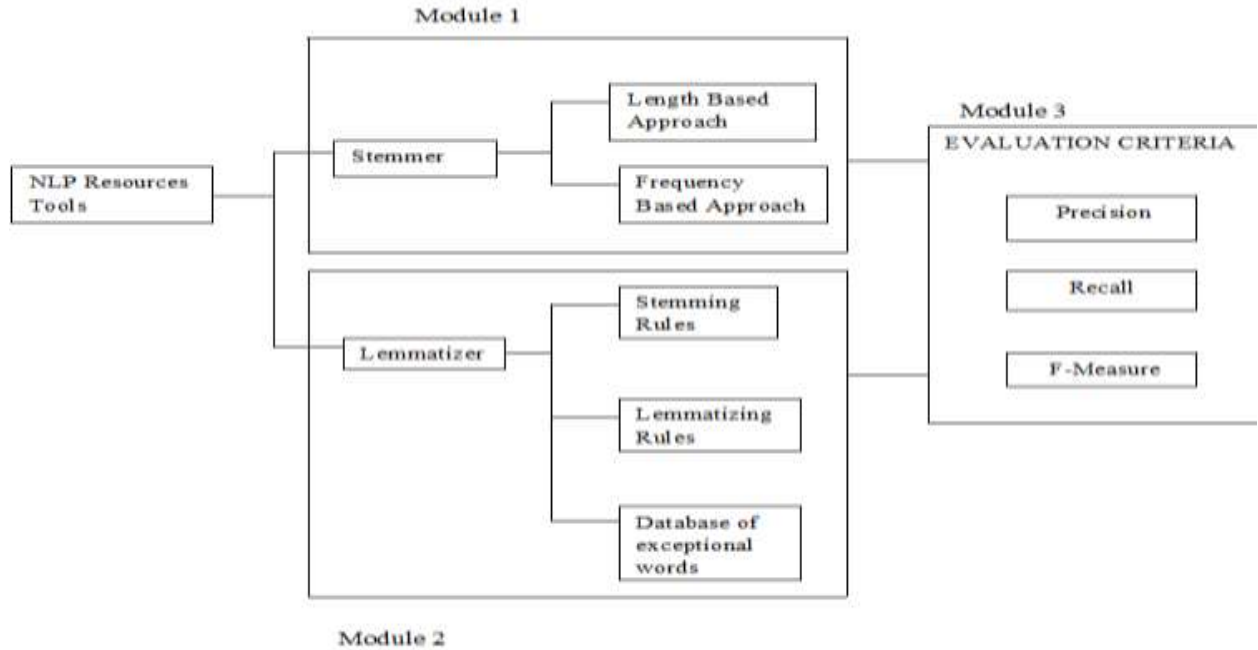 Module 1
Length Based
Approach
Stemmer
Frequency
Based Approach
NLP Resources
Tools
Stemming
Rules
Lemmatizer
Lemmatizing
Rules
Database of
exceptional
words
Module 2
Module 3
EVALUATION CRITERIA
Precision
Recall
F-Measure